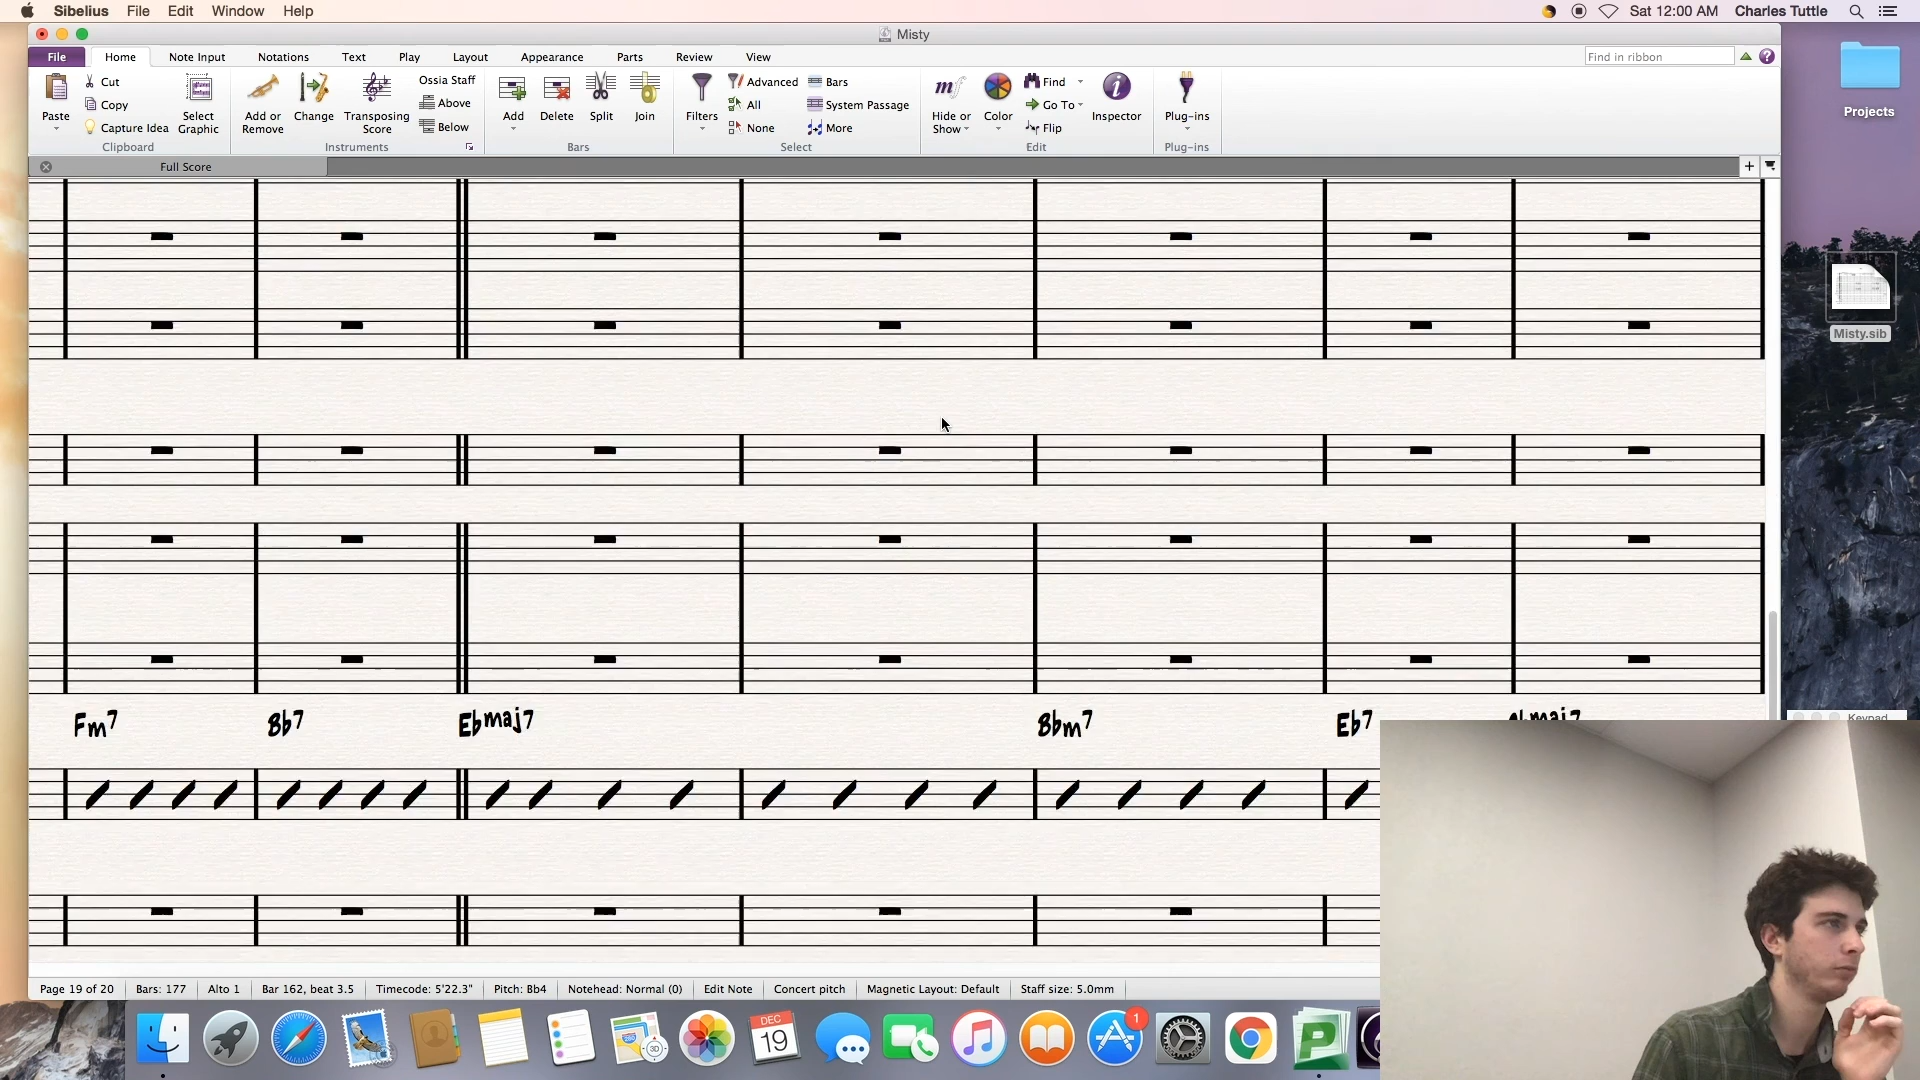 Sibelius File Edit Window Help Sat 12:00 AM Charles Tuttle
Misty
File Home Note Input Notations Text Play Layout Appearance Parts Review View Find in ribbon
Paste Cut Copy Capture Idea Select Graphic Clipboard
Add or Remove Change Transposing Score Ossia Staff Above Below Instruments
Add Delete Split Join Bars
Filters Advanced All None Bars System Passage More Select
Hide or Show Color Find Go To Flip Inspector Edit
Plug-ins Plug-ins
Full Score
Projects
Misty.sib
Fm7 Bb7 Ebmaj7 Bbm7 Eb7 Abmaj7
Keypad
Page 19 of 20 Bars: 177 Alto 1 Bar 162, beat 3.5 Timecode: 5'22.3" Pitch: Bb4 Notehead: Normal (0) Edit Note Concert pitch Magnetic Layout: Default Staff size: 5.0mm
DEC
19
280
3D
1